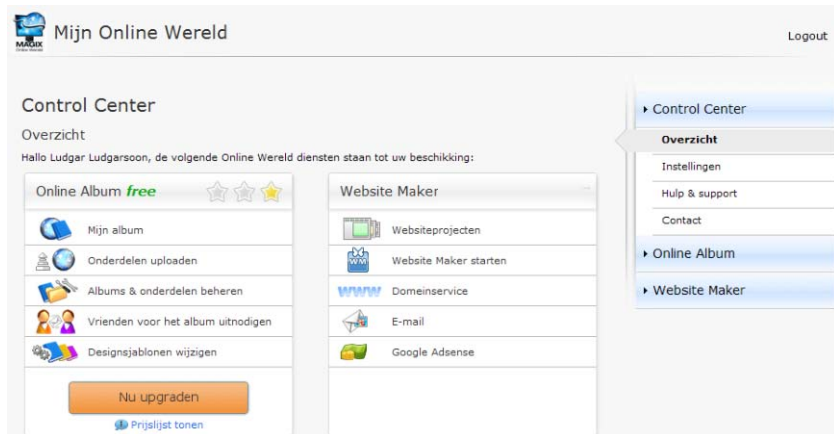 MAGIX
Mijn Online Wereld
Logout
Control Center
Overzicht
Hallo Ludgar Ludgarsoon, de volgende Online Wereld diensten staan tot uw beschikking:
Online Album free
Mijn album
Onderdelen uploaden
Albums & onderdelen beheren
Vrienden voor het album uitnodigen
Designsjablonen wijzigen
Nu upgraden
Prijslijst tonen
Website Maker
Websiteprojecten
WM
Website Maker starten
WWW
Domeinservice
E-mail
Google Adsense
Control Center
Overzicht
Instellingen
Hulp & support
Contact
Online Album
Website Maker